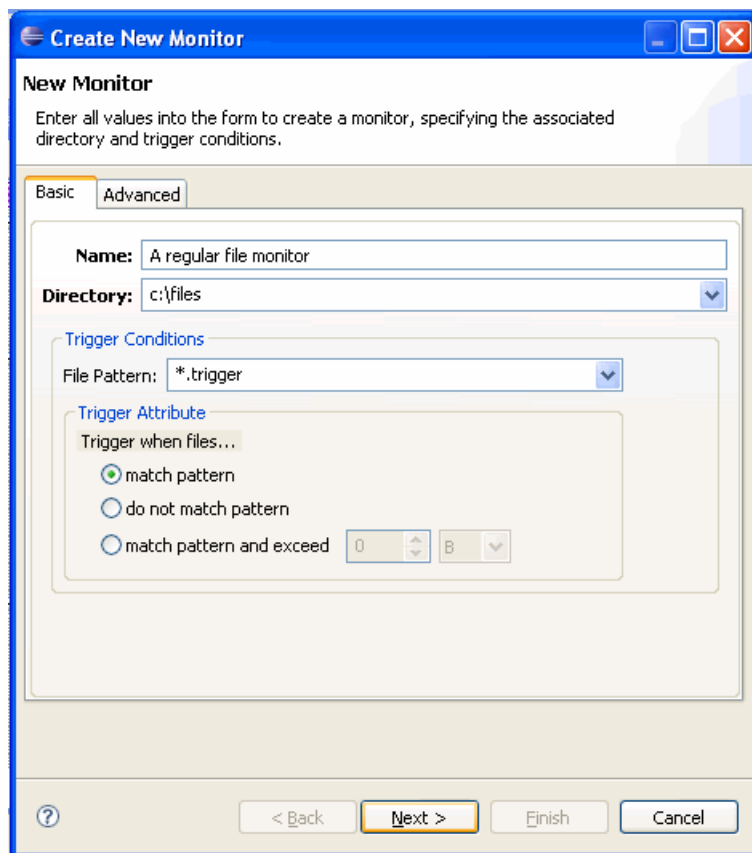 Create New Monitor
New Monitor
Enter all values into the form to create a monitor, specifying the associated
directory and trigger conditions.
Basic
Advanced
Name: A regular file monitor
Directory: c:\files
Trigger Conditions
File Pattern: *.trigger
Trigger Attribute
Trigger when files...
match pattern
do not match pattern
match pattern and exceed 0 B
? < Back Next > Finish Cancel